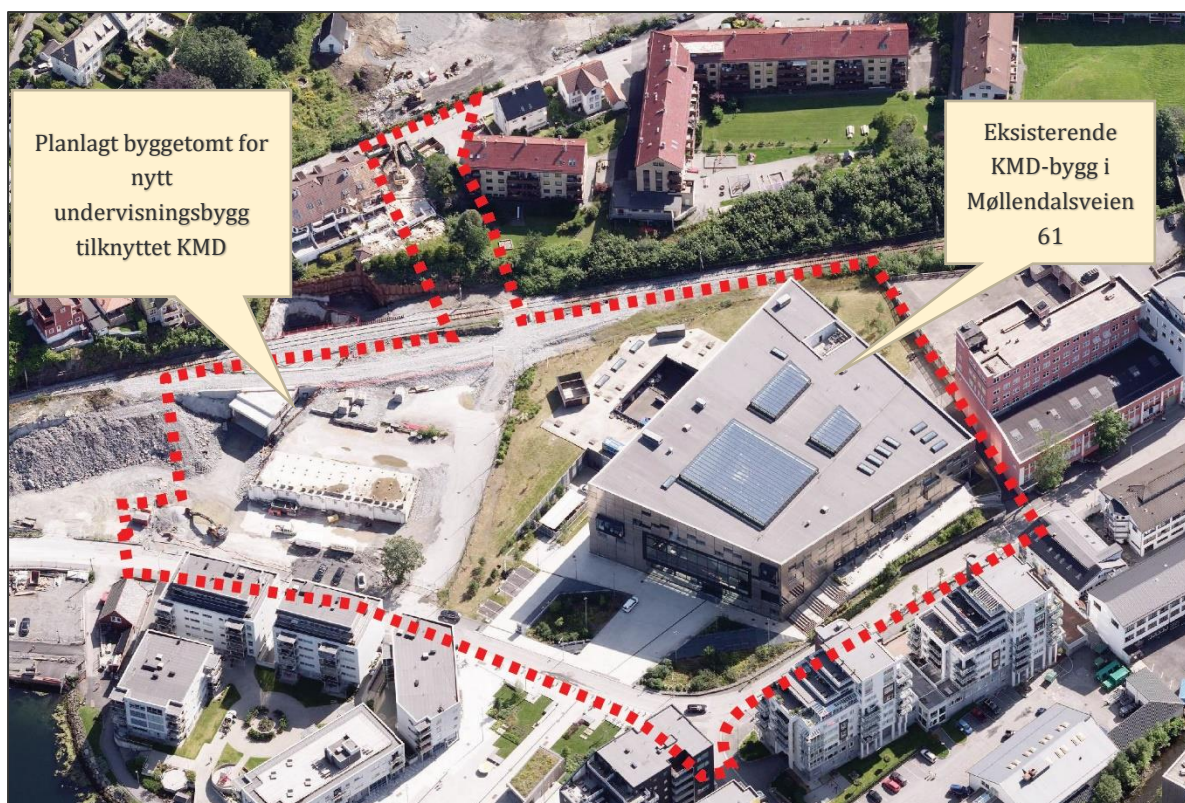 Planlagt byggetomt for
nytt
undervisningsbygg
tilknyttet KMD
Eksisterende
KMD-bygg i
Møllendalsveien
61